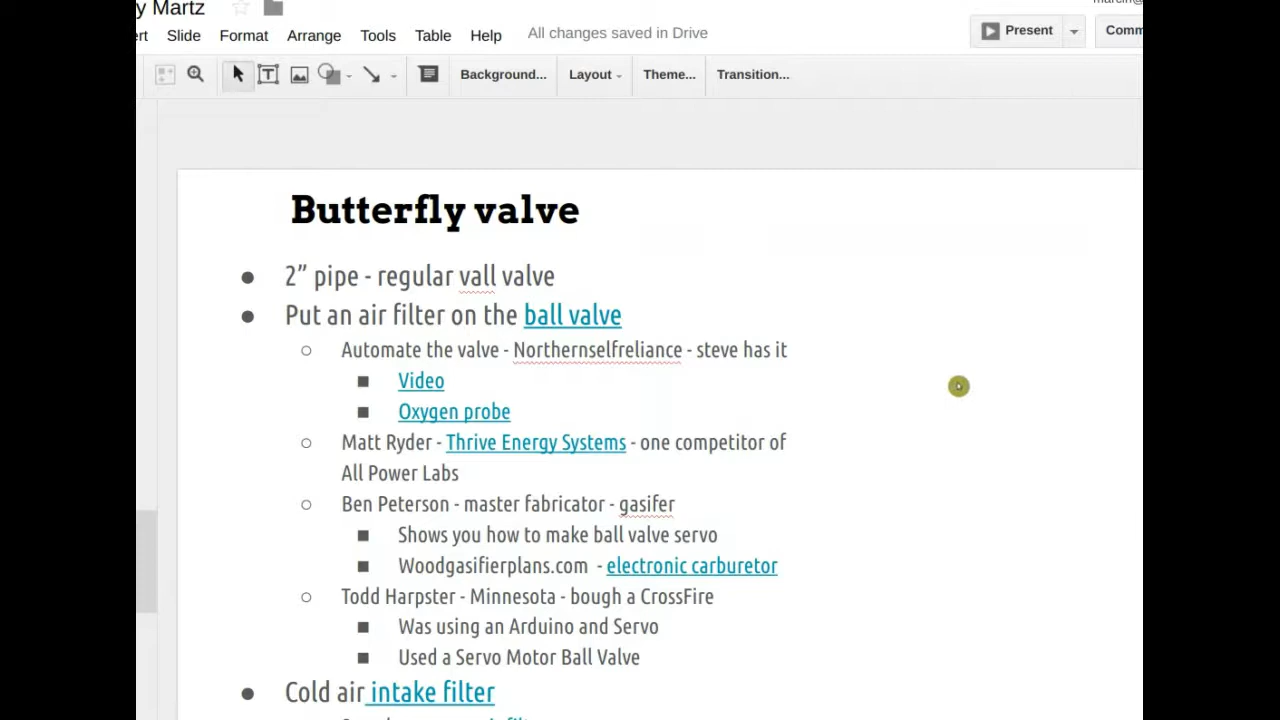 y Martz
rt Slide Format Arrange Tools Table Help All changes saved in Drive Present Comm
Background... Layout Theme... Transition...
Butterfly valve
● 2” pipe - regular vall valve
● Put an air filter on the ball valve
○ Automate the valve - Northernselfreliance - steve has it
■ Video
■ Oxygen probe
○ Matt Ryder - Thrive Energy Systems - one competitor of
All Power Labs
○ Ben Peterson - master fabricator - gasifer
■ Shows you how to make ball valve servo
■ Woodgasifierplans.com - electronic carburetor
○ Todd Harpster - Minnesota - bough a CrossFire
■ Was using an Arduino and Servo
■ Used a Servo Motor Ball Valve
● Cold air intake filter